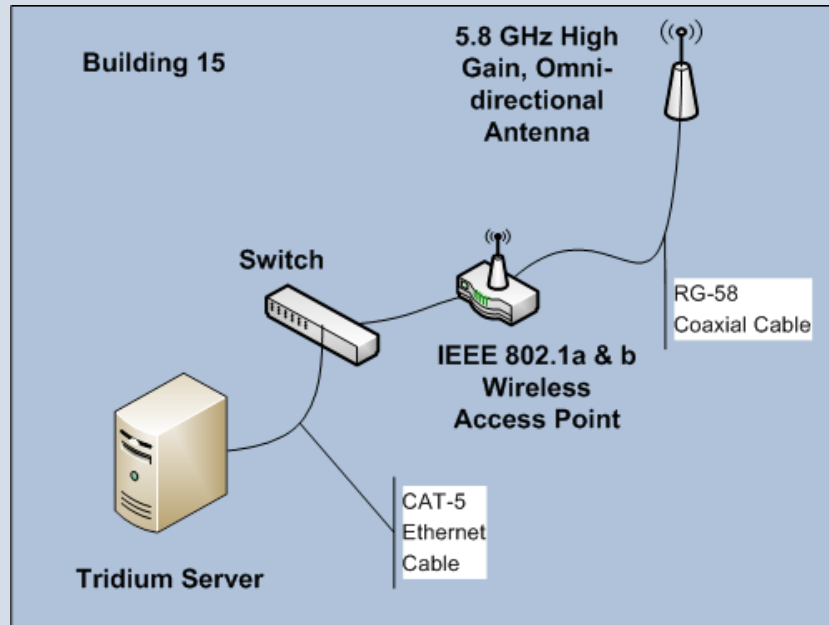 Building 15
5.8 GHz High
Gain, Omni-
directional
Antenna
Switch
RG-58
Coaxial Cable
IEEE 802.1a & b
Wireless
Access Point
CAT-5
Ethernet
Cable
Tridium Server